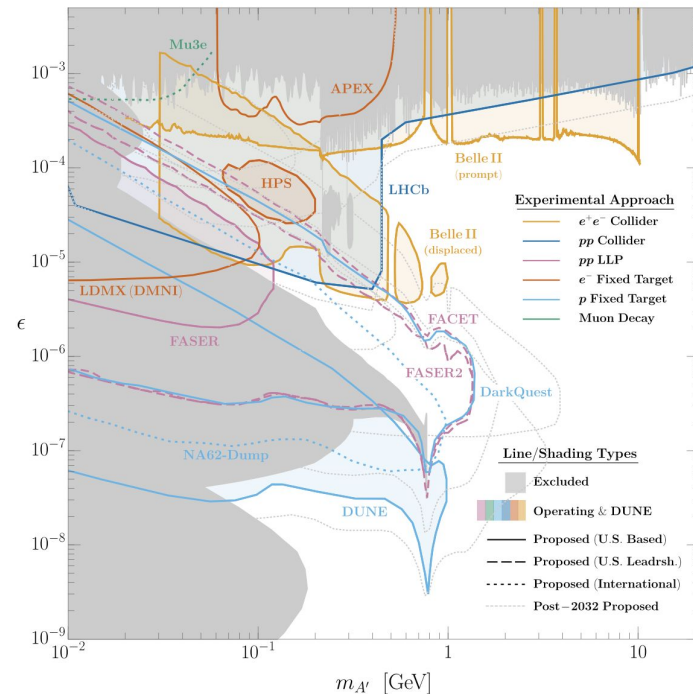 Mu3e
10⁻³
APEX
10⁻⁴
Belle II
(prompt)
HPS
LHCb
Experimental Approach
e⁺e⁻ Collider
pp Collider
pp LLP
e⁻ Fixed Target
p Fixed Target
Muon Decay
Belle II
(displaced)
10⁻⁵
LDMX (DMNI)
FACET
ϵ
FASER
10⁻⁶
FASER2
DarkQuest
10⁻⁷
NA62-Dump
Line/Shading Types
Excluded
Operating & DUNE
Proposed (U.S. Based)
Proposed (U.S. Leadrsh.)
Proposed (International)
Post−2032 Proposed
DUNE
10⁻⁸
10⁻⁹
10⁻² 10⁻¹ 1 10
m_A′ [GeV]